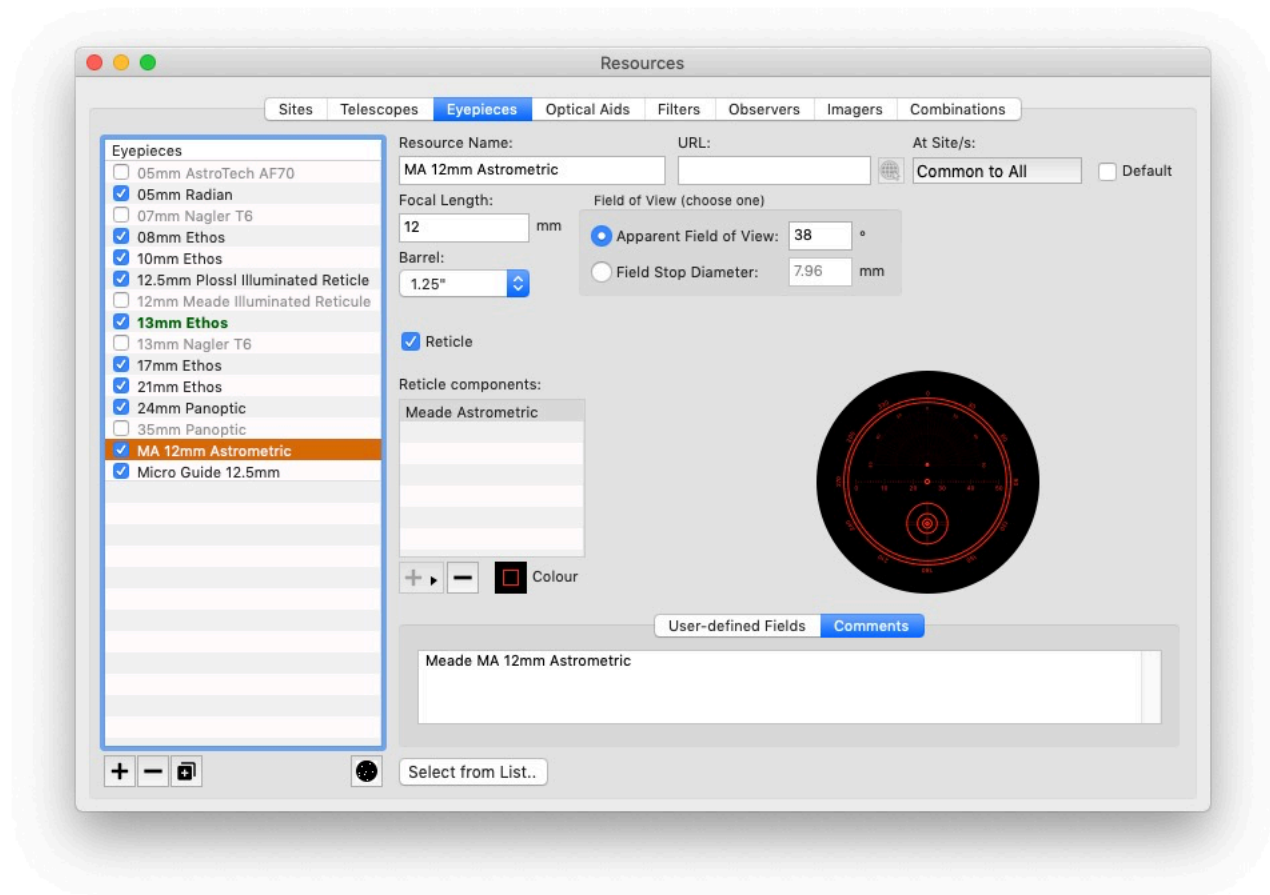 Resources
Sites Telescopes Eyepieces Optical Aids Filters Observers Imagers Combinations
Eyepieces
05mm AstroTech AF70
05mm Radian
07mm Nagler T6
08mm Ethos
10mm Ethos
12.5mm Plossl Illuminated Reticle
12mm Meade Illuminated Reticule
13mm Ethos
13mm Nagler T6
17mm Ethos
21mm Ethos
24mm Panoptic
35mm Panoptic
MA 12mm Astrometric
Micro Guide 12.5mm
Resource Name:
MA 12mm Astrometric
URL:
At Site/s:
Common to All
Default
Focal Length:
12 mm
Field of View (choose one)
Apparent Field of View: 38 °
Field Stop Diameter: 7.96 mm
Barrel:
1.25"
Reticle
Reticle components:
Meade Astrometric
Colour
User-defined Fields Comments
Meade MA 12mm Astrometric
Select from List..